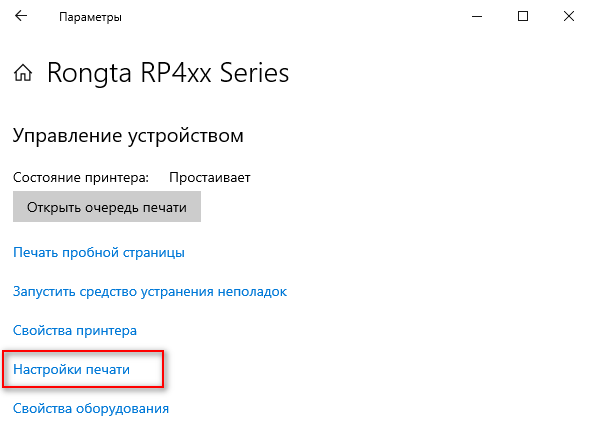 Параметры
Rongta RP4xx Series
Управление устройством
Состояние принтера: Простаивает
Открыть очередь печати
Печать пробной страницы
Запустить средство устранения неполадок
Свойства принтера
Настройки печати
Свойства оборудования